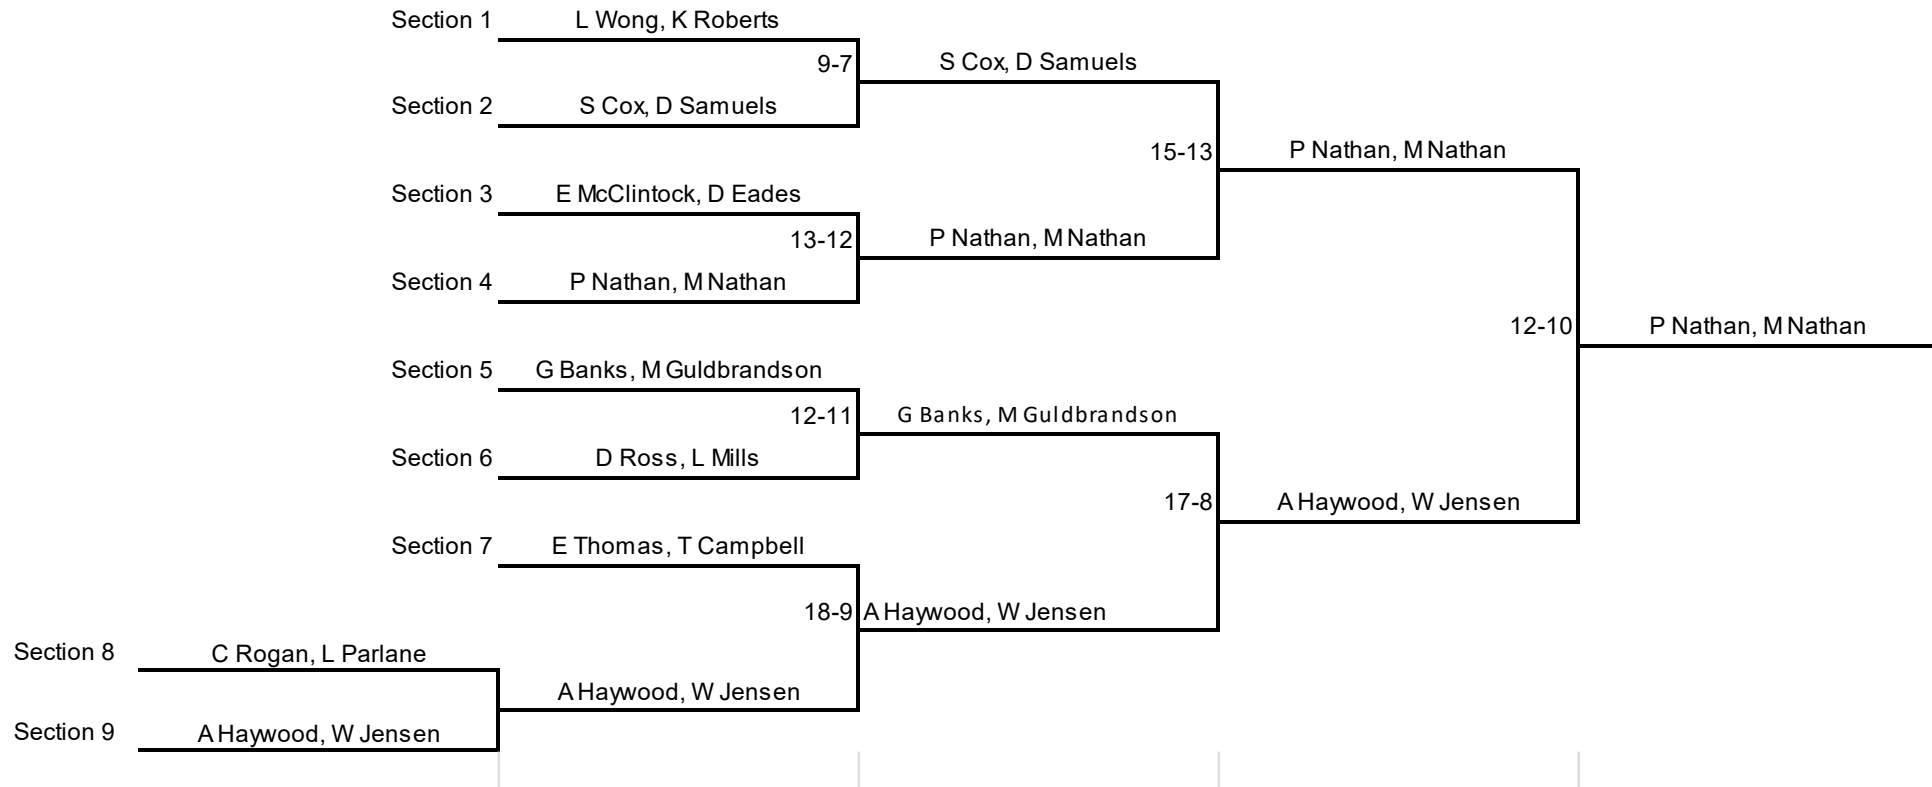 Section 1 L Wong, K Roberts
9-7 S Cox, D Samuels
Section 2 S Cox, D Samuels
15-13 P Nathan, M Nathan
Section 3 E McClintock, D Eades
13-12 P Nathan, M Nathan
Section 4 P Nathan, M Nathan
12-10 P Nathan, M Nathan
Section 5 G Banks, M Guldbrandson
12-11 G Banks, M Guldbrandson
Section 6 D Ross, L Mills
17-8 A Haywood, W Jensen
Section 7 E Thomas, T Campbell
18-9 A Haywood, W Jensen
Section 8 C Rogan, L Parlane
A Haywood, W Jensen
Section 9 A Haywood, W Jensen